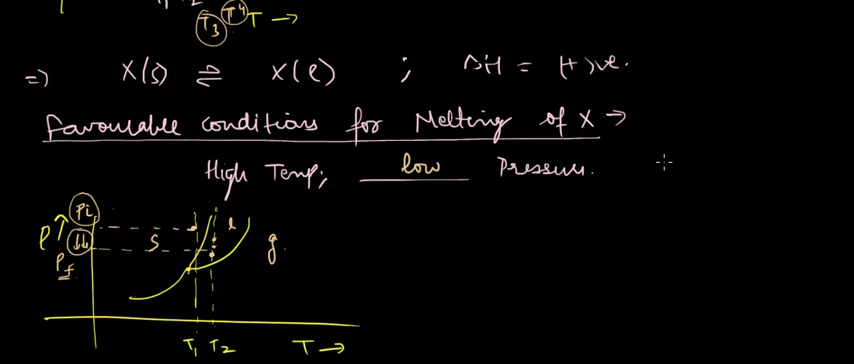 T3 T4 T →
⇒ X(s) ⇌ X(l) ; ΔH = (+)ve.
Favourable conditions for Melting of X →
High Temp; low Pressure.
Pi
P ↑ ↓↓ S l g.
Pf
T1 T2 T →